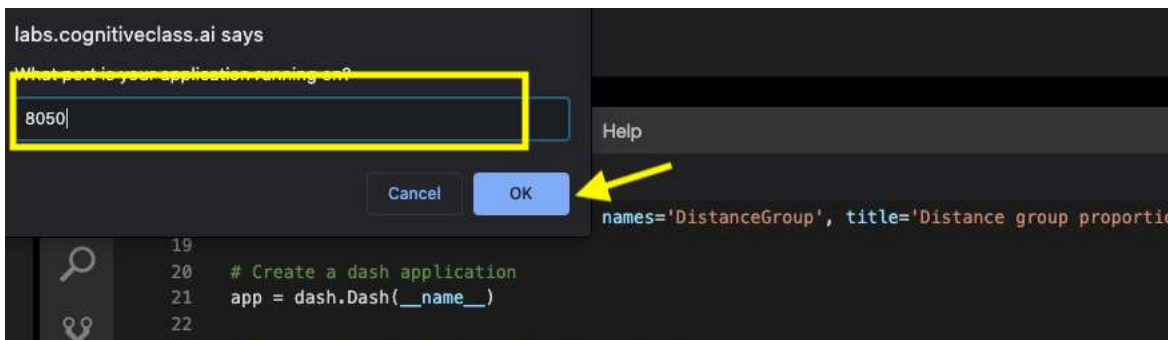 labs.cognitiveclass.ai says
What port is your application running on?
8050
Help
Cancel OK
names='DistanceGroup', title='Distance group proportio
19
20 # Create a dash application
21 app = dash.Dash(__name__)
22